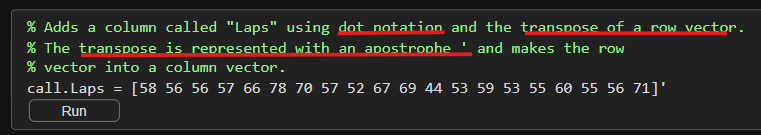 % Adds a column called "Laps" using dot notation and the transpose of a row vector.
% The transpose is represented with an apostrophe ' and makes the row
% vector into a column vector.
call.Laps = [58 56 56 57 66 78 70 57 52 67 69 44 53 59 53 55 60 55 56 71]'
Run